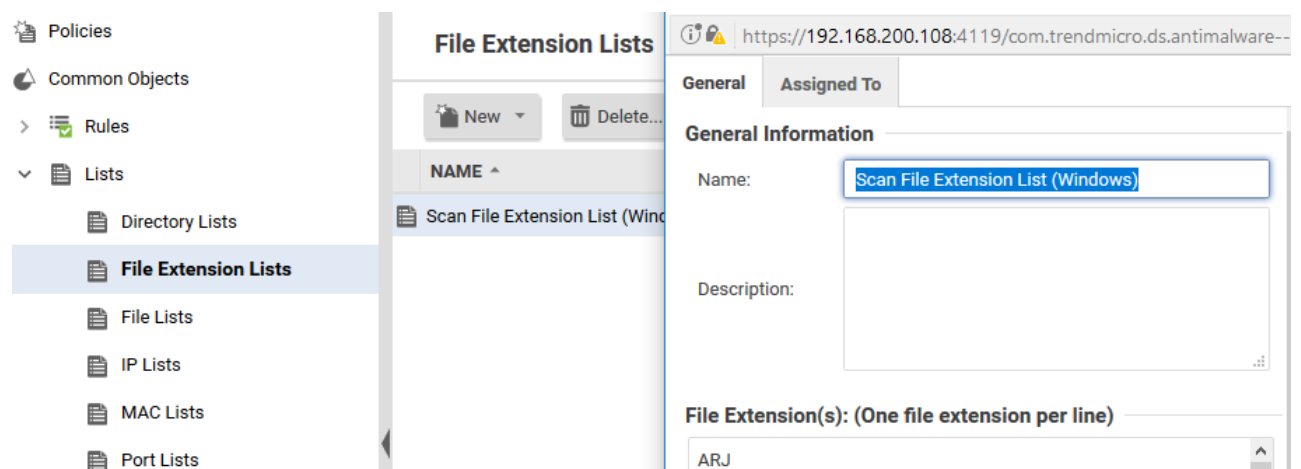 Policies
Common Objects
Rules
Lists
Directory Lists
File Extension Lists
File Lists
IP Lists
MAC Lists
Port Lists
File Extension Lists
New
Delete...
NAME
Scan File Extension List (Wind
https://192.168.200.108:4119/com.trendmicro.ds.antimalware--
General
Assigned To
General Information
Name:
Scan File Extension List (Windows)
Description:
File Extension(s): (One file extension per line)
ARJ